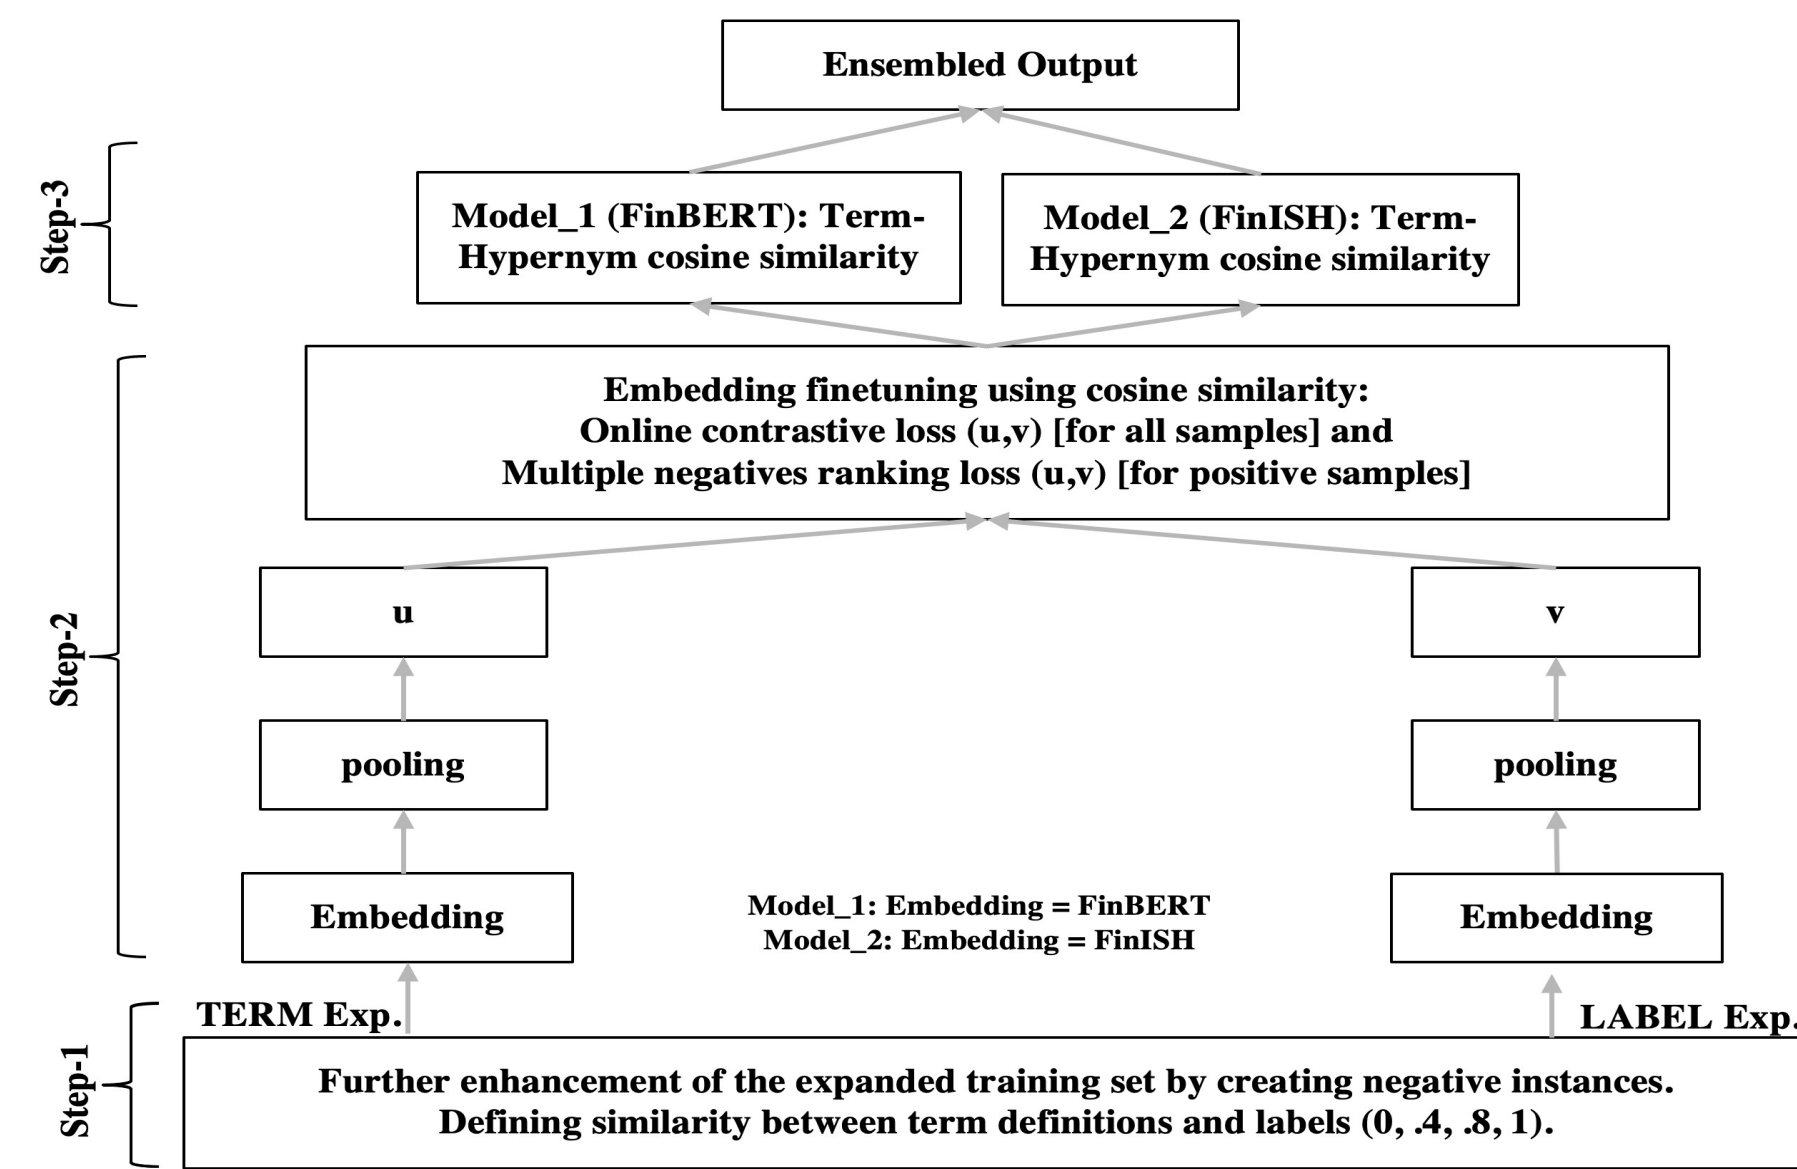 Ensembled Output
Step-3
Model_1 (FinBERT): Term-
Hypernym cosine similarity
Model_2 (FinISH): Term-
Hypernym cosine similarity
Embedding finetuning using cosine similarity:
Online contrastive loss (u,v) [for all samples] and
Multiple negatives ranking loss (u,v) [for positive samples]
Step-2
u
v
pooling
pooling
Embedding
Model_1: Embedding = FinBERT
Model_2: Embedding = FinISH
Embedding
TERM Exp.
LABEL Exp.
Step-1
Further enhancement of the expanded training set by creating negative instances.
Defining similarity between term definitions and labels (0, .4, .8, 1).